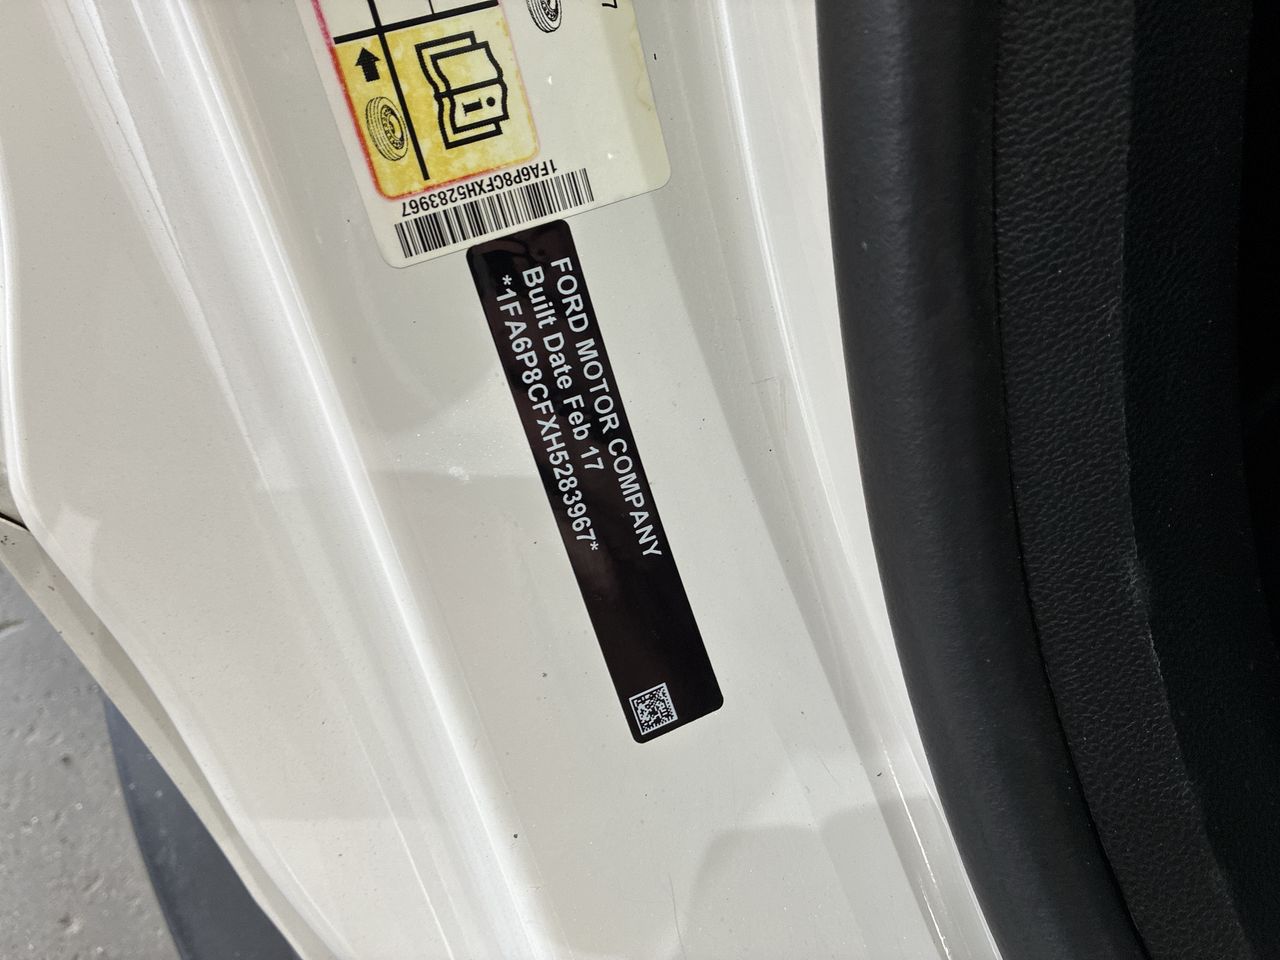 1FA6P8CFXH5283967
FORD MOTOR COMPANY
Built Date Feb 17
*1FA6P8CFXH5283967*